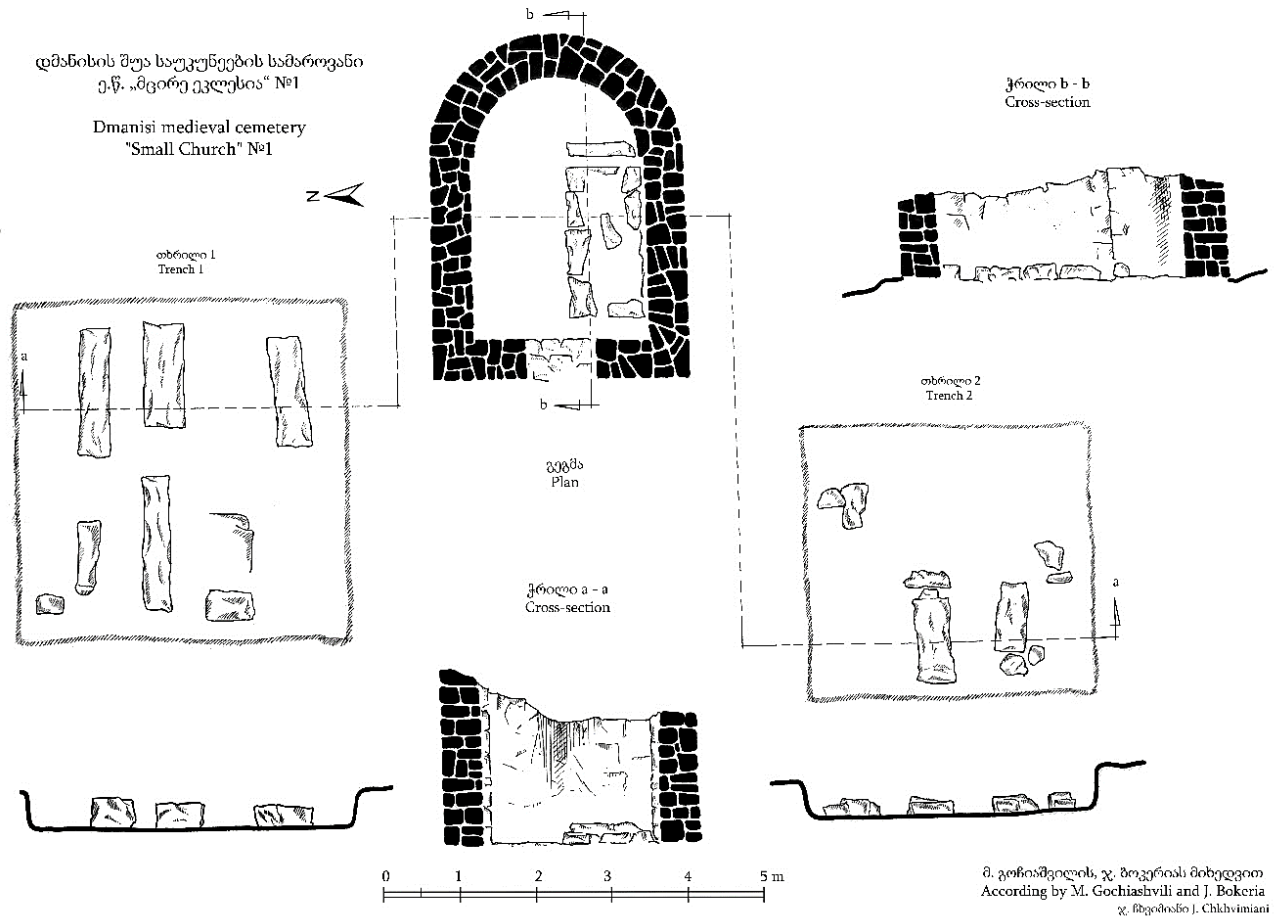 დმანისის შუა საუკუნეების სამაროვანი
ე.წ. „მცირე ეკლესია“ №1
Dmanisi medieval cemetery
"Small Church" №1
N
b
ჭრილი b - b
Cross-section
თხრილი 1
Trench 1
a
b
გეგმა
Plan
თხრილი 2
Trench 2
ჭრილი a - a
Cross-section
a
0 1 2 3 4 5 m
მ. გოჩიაშვილის, ჯ. ბოკერიას მიხედვით
According by M. Gochiashvili and J. Bokeria
ჯ. ჩხვიმიანი J. Chkhvimiani